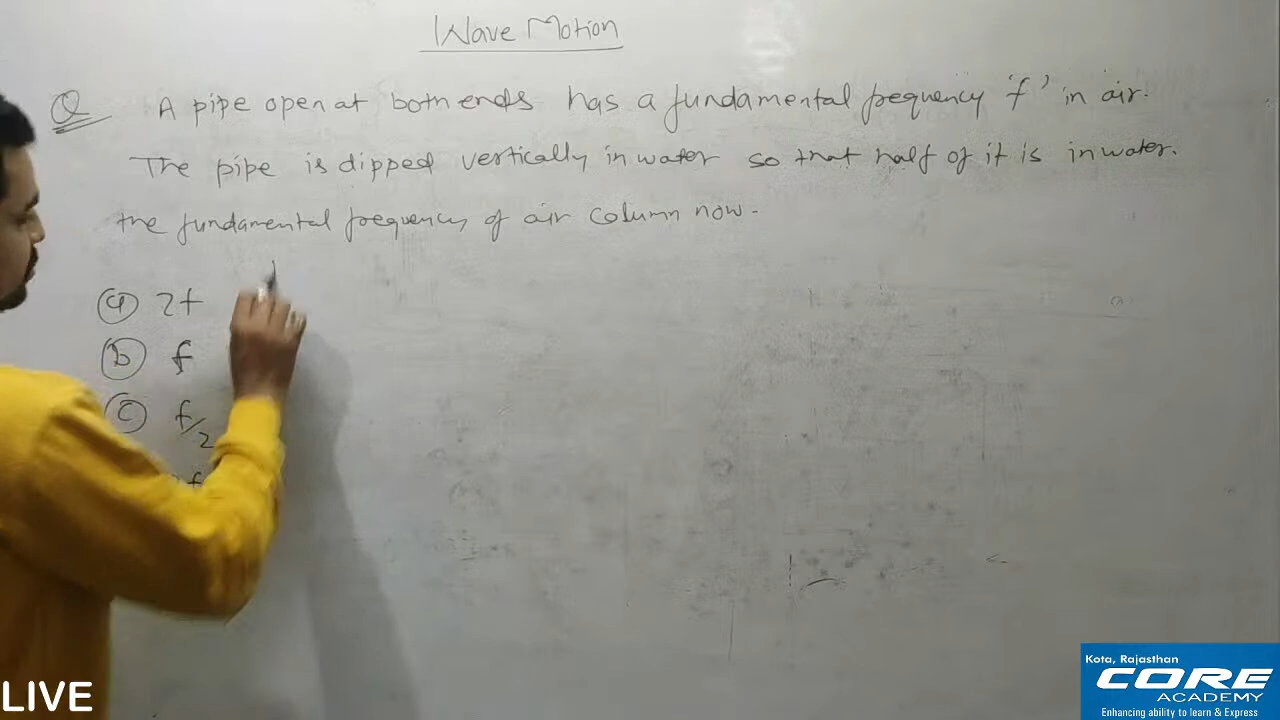 Wave Motion
Q A pipe open at both ends has a fundamental frequency 'f' in air.
The pipe is dipped vertically in water so that half of it is in water.
the fundamental frequency of air column now.
(a) 2f
(b) f
(c) f/2
LIVE
Kota, Rajasthan
CORE
ACADEMY
Enhancing ability to learn & Express